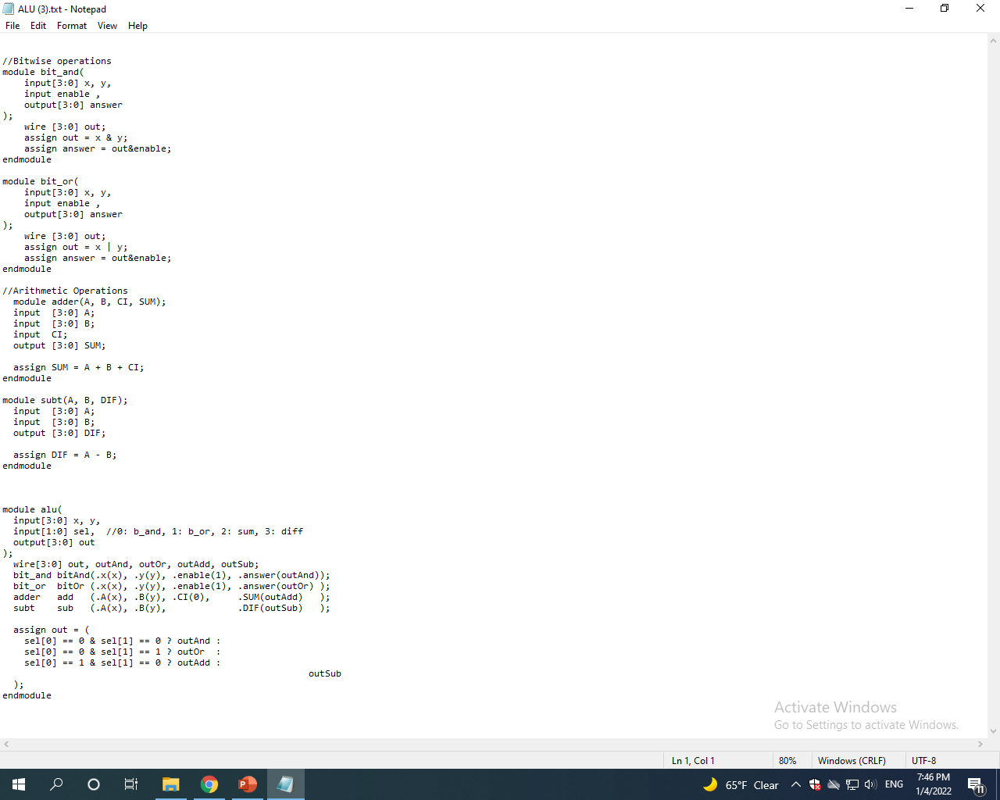 ALU (3).txt - Notepad
File Edit Format View Help
//Bitwise operations
module bit_and(
    input[3:0] x, y,
    input enable ,
    output[3:0] answer
);
    wire [3:0] out;
    assign out = x & y;
    assign answer = out&enable;
endmodule

module bit_or(
    input[3:0] x, y,
    input enable ,
    output[3:0] answer
);
    wire [3:0] out;
    assign out = x | y;
    assign answer = out&enable;
endmodule

//Arithmetic Operations
  module adder(A, B, CI, SUM);
  input  [3:0] A;
  input  [3:0] B;
  input  CI;
  output [3:0] SUM;

  assign SUM = A + B + CI;
endmodule

module subt(A, B, DIF);
  input  [3:0] A;
  input  [3:0] B;
  output [3:0] DIF;

  assign DIF = A - B;
endmodule

module alu(
  input[3:0] x, y,
  input[1:0] sel,  //0: b_and, 1: b_or, 2: sum, 3: diff
  output[3:0] out
);
  wire[3:0] out, outAnd, outOr, outAdd, outSub;
  bit_and bitAnd(.x(x), .y(y), .enable(1), .answer(outAnd));
  bit_or  bitOr (.x(x), .y(y), .enable(1), .answer(outOr) );
  adder   add   (.A(x), .B(y), .CI(0),     .SUM(outAdd)   );
  subt    sub   (.A(x), .B(y),             .DIF(outSub)   );

  assign out = (
    sel[0] == 0 & sel[1] == 0 ? outAnd :
    sel[0] == 0 & sel[1] == 1 ? outOr  :
    sel[0] == 1 & sel[1] == 0 ? outAdd :
                                                        outSub
  );
endmodule
Activate Windows
Go to Settings to activate Windows.
Ln 1, Col 1 80% Windows (CRLF) UTF-8
65°F Clear ENG 7:46 PM
1/4/2022 11